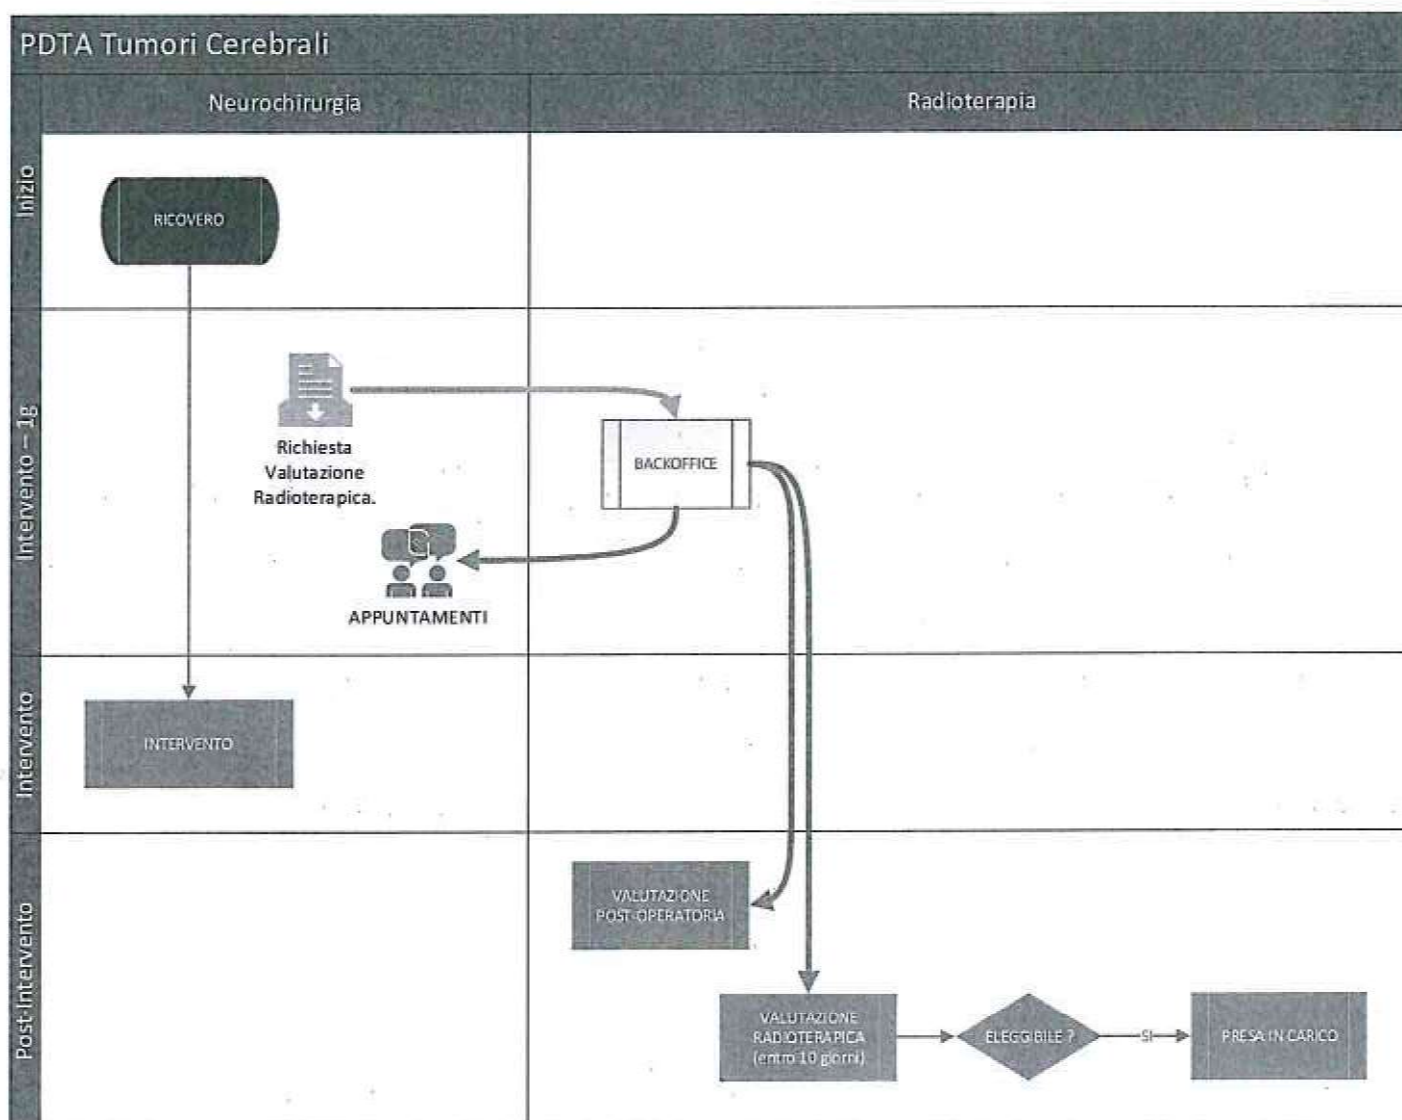 PDTA Tumori Cerebrali
Neurochirurgia
Radioterapia
Inizio
RICOVERO
Intervento – 1g
Richiesta
Valutazione
Radioterapica.
BACKOFFICE
APPUNTAMENTI
Intervento
INTERVENTO
Post-Intervento
VALUTAZIONE
POST-OPERATORIA
VALUTAZIONE
RADIOTERAPICA
(entro 10 giorni)
ELEGGIBILE ?
SI
PRESA IN CARICO